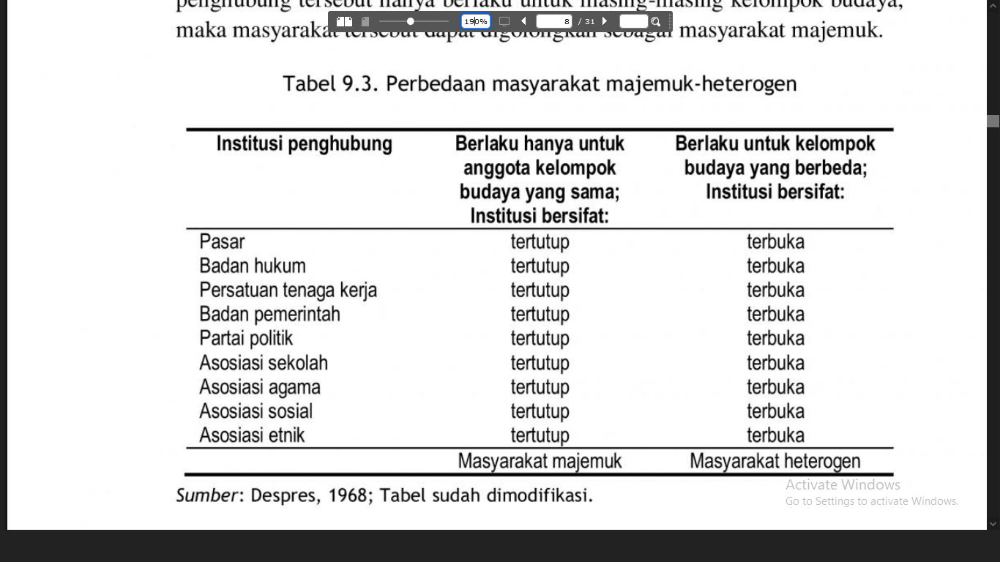 penghubung tersebut hanya berlaku untuk masing-masing kelompok budaya,
maka masyarakat tersebut dapat digolongkan sebagai masyarakat majemuk.
190%
8 / 31
Tabel 9.3. Perbedaan masyarakat majemuk-heterogen
Institusi penghubung Berlaku hanya untuk Berlaku untuk kelompok
anggota kelompok budaya yang berbeda;
budaya yang sama; Institusi bersifat:
Institusi bersifat:
Pasar tertutup terbuka
Badan hukum tertutup terbuka
Persatuan tenaga kerja tertutup terbuka
Badan pemerintah tertutup terbuka
Partai politik tertutup terbuka
Asosiasi sekolah tertutup terbuka
Asosiasi agama tertutup terbuka
Asosiasi sosial tertutup terbuka
Asosiasi etnik tertutup terbuka
Masyarakat majemuk Masyarakat heterogen
Sumber: Despres, 1968; Tabel sudah dimodifikasi.
Activate Windows
Go to Settings to activate Windows.